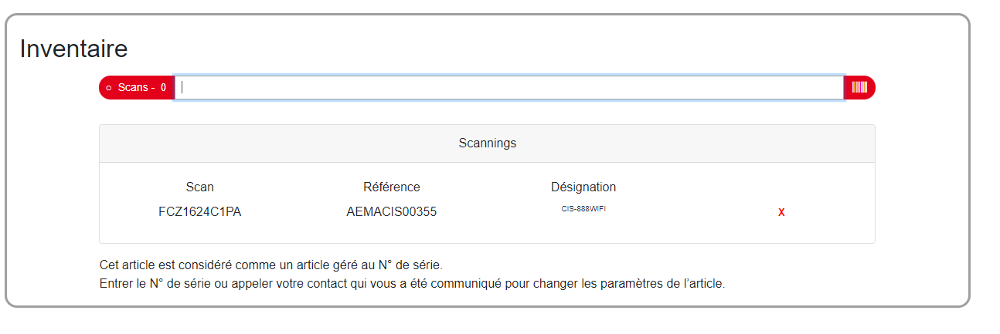 Inventaire
Scans - 0
Scannings
Scan Référence Désignation
FCZ1624C1PA AEMACIS00355 CIS-888WIFI X
Cet article est considéré comme un article géré au N° de série.
Entrer le N° de série ou appeler votre contact qui vous a été communiqué pour changer les paramètres de l’article.